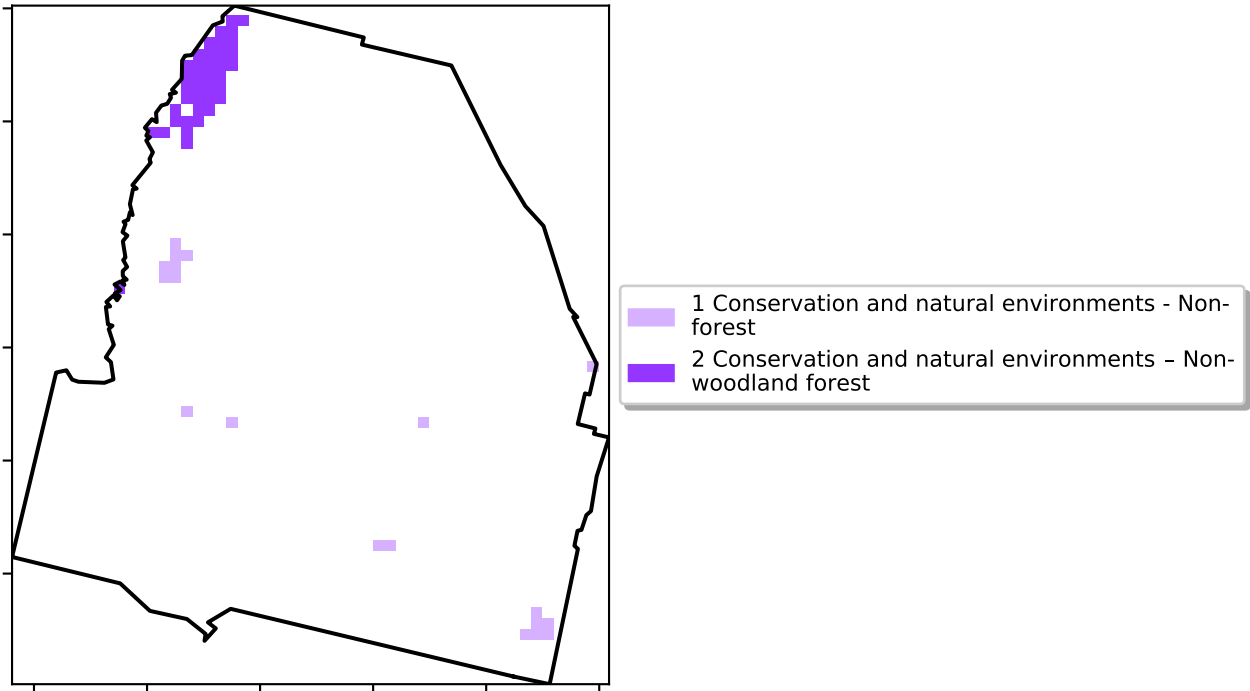 1 Conservation and natural environments - Non-
forest
2 Conservation and natural environments – Non-
woodland forest